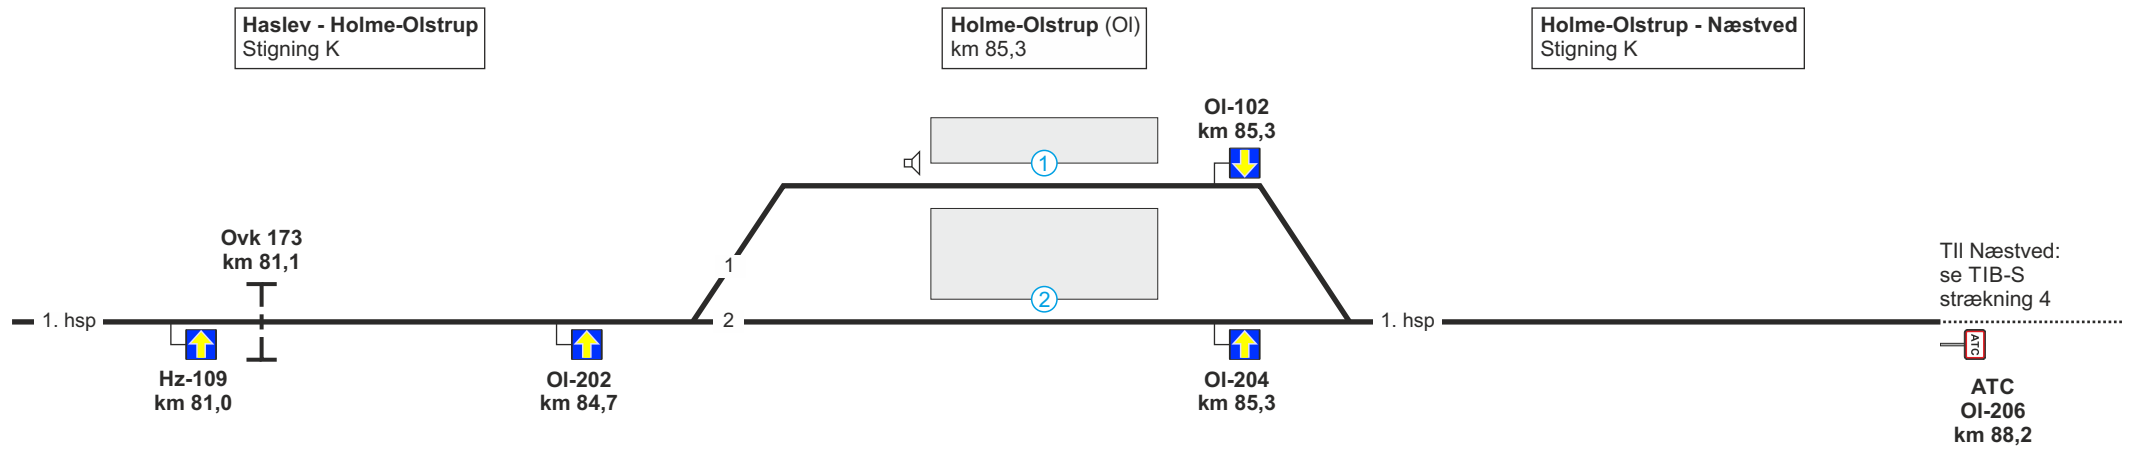 Haslev - Holme-Olstrup
Stigning K
Holme-Olstrup (Ol)
km 85,3
Holme-Olstrup - Næstved
Stigning K
Ol-102
km 85,3
1
Ovk 173
km 81,1
1
2
Tll Næstved:
se TIB-S
strækning 4
1. hsp
2
1. hsp
ATC
Hz-109
km 81,0
Ol-202
km 84,7
Ol-204
km 85,3
ATC
Ol-206
km 88,2